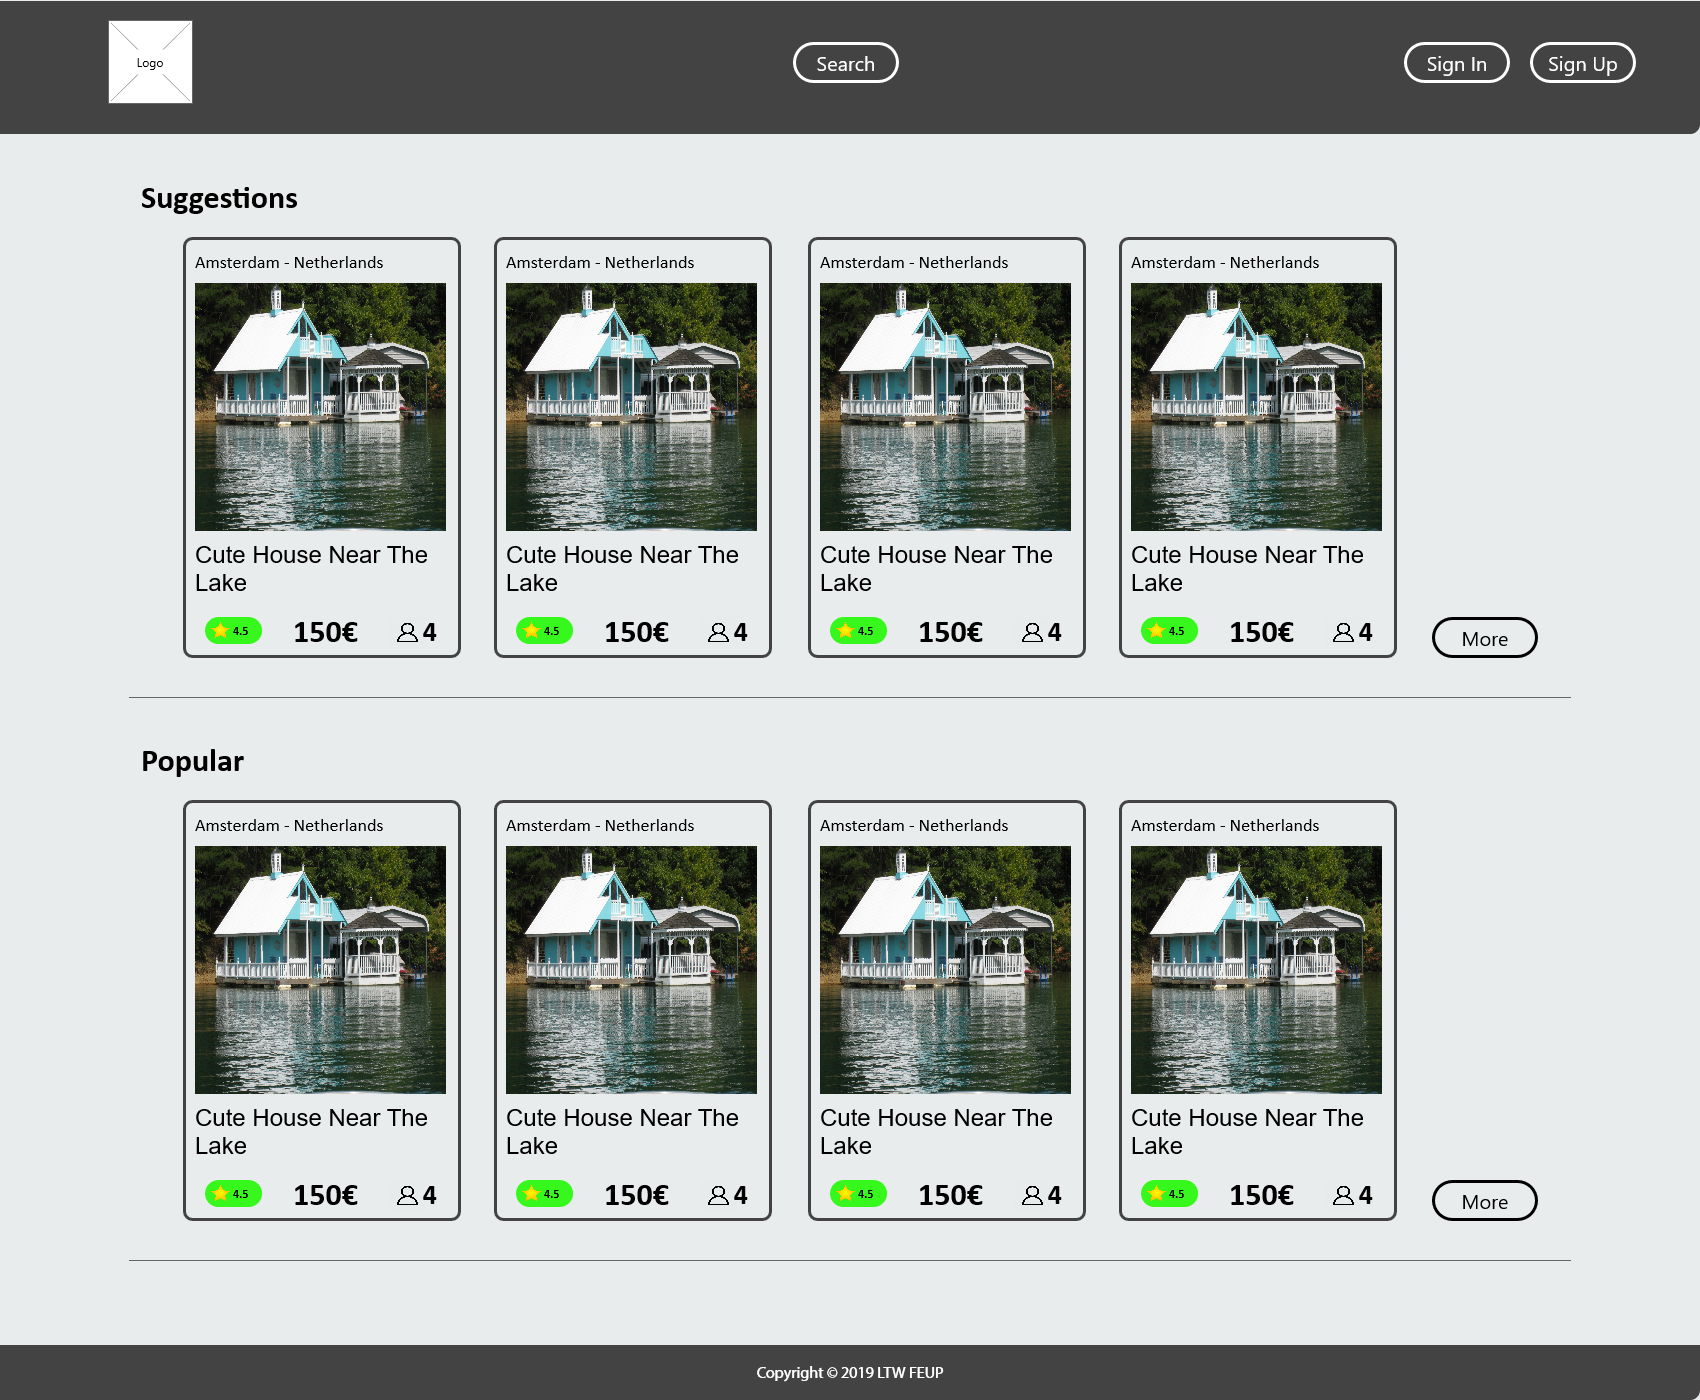 Logo
Search
Sign In
Sign Up
Suggestions
Amsterdam - Netherlands
Cute House Near The
Lake
4.5
150€
4
Amsterdam - Netherlands
Cute House Near The
Lake
4.5
150€
4
Amsterdam - Netherlands
Cute House Near The
Lake
4.5
150€
4
Amsterdam - Netherlands
Cute House Near The
Lake
4.5
150€
4
More
Popular
Amsterdam - Netherlands
Cute House Near The
Lake
4.5
150€
4
Amsterdam - Netherlands
Cute House Near The
Lake
4.5
150€
4
Amsterdam - Netherlands
Cute House Near The
Lake
4.5
150€
4
Amsterdam - Netherlands
Cute House Near The
Lake
4.5
150€
4
More
Copyright © 2019 LTW FEUP